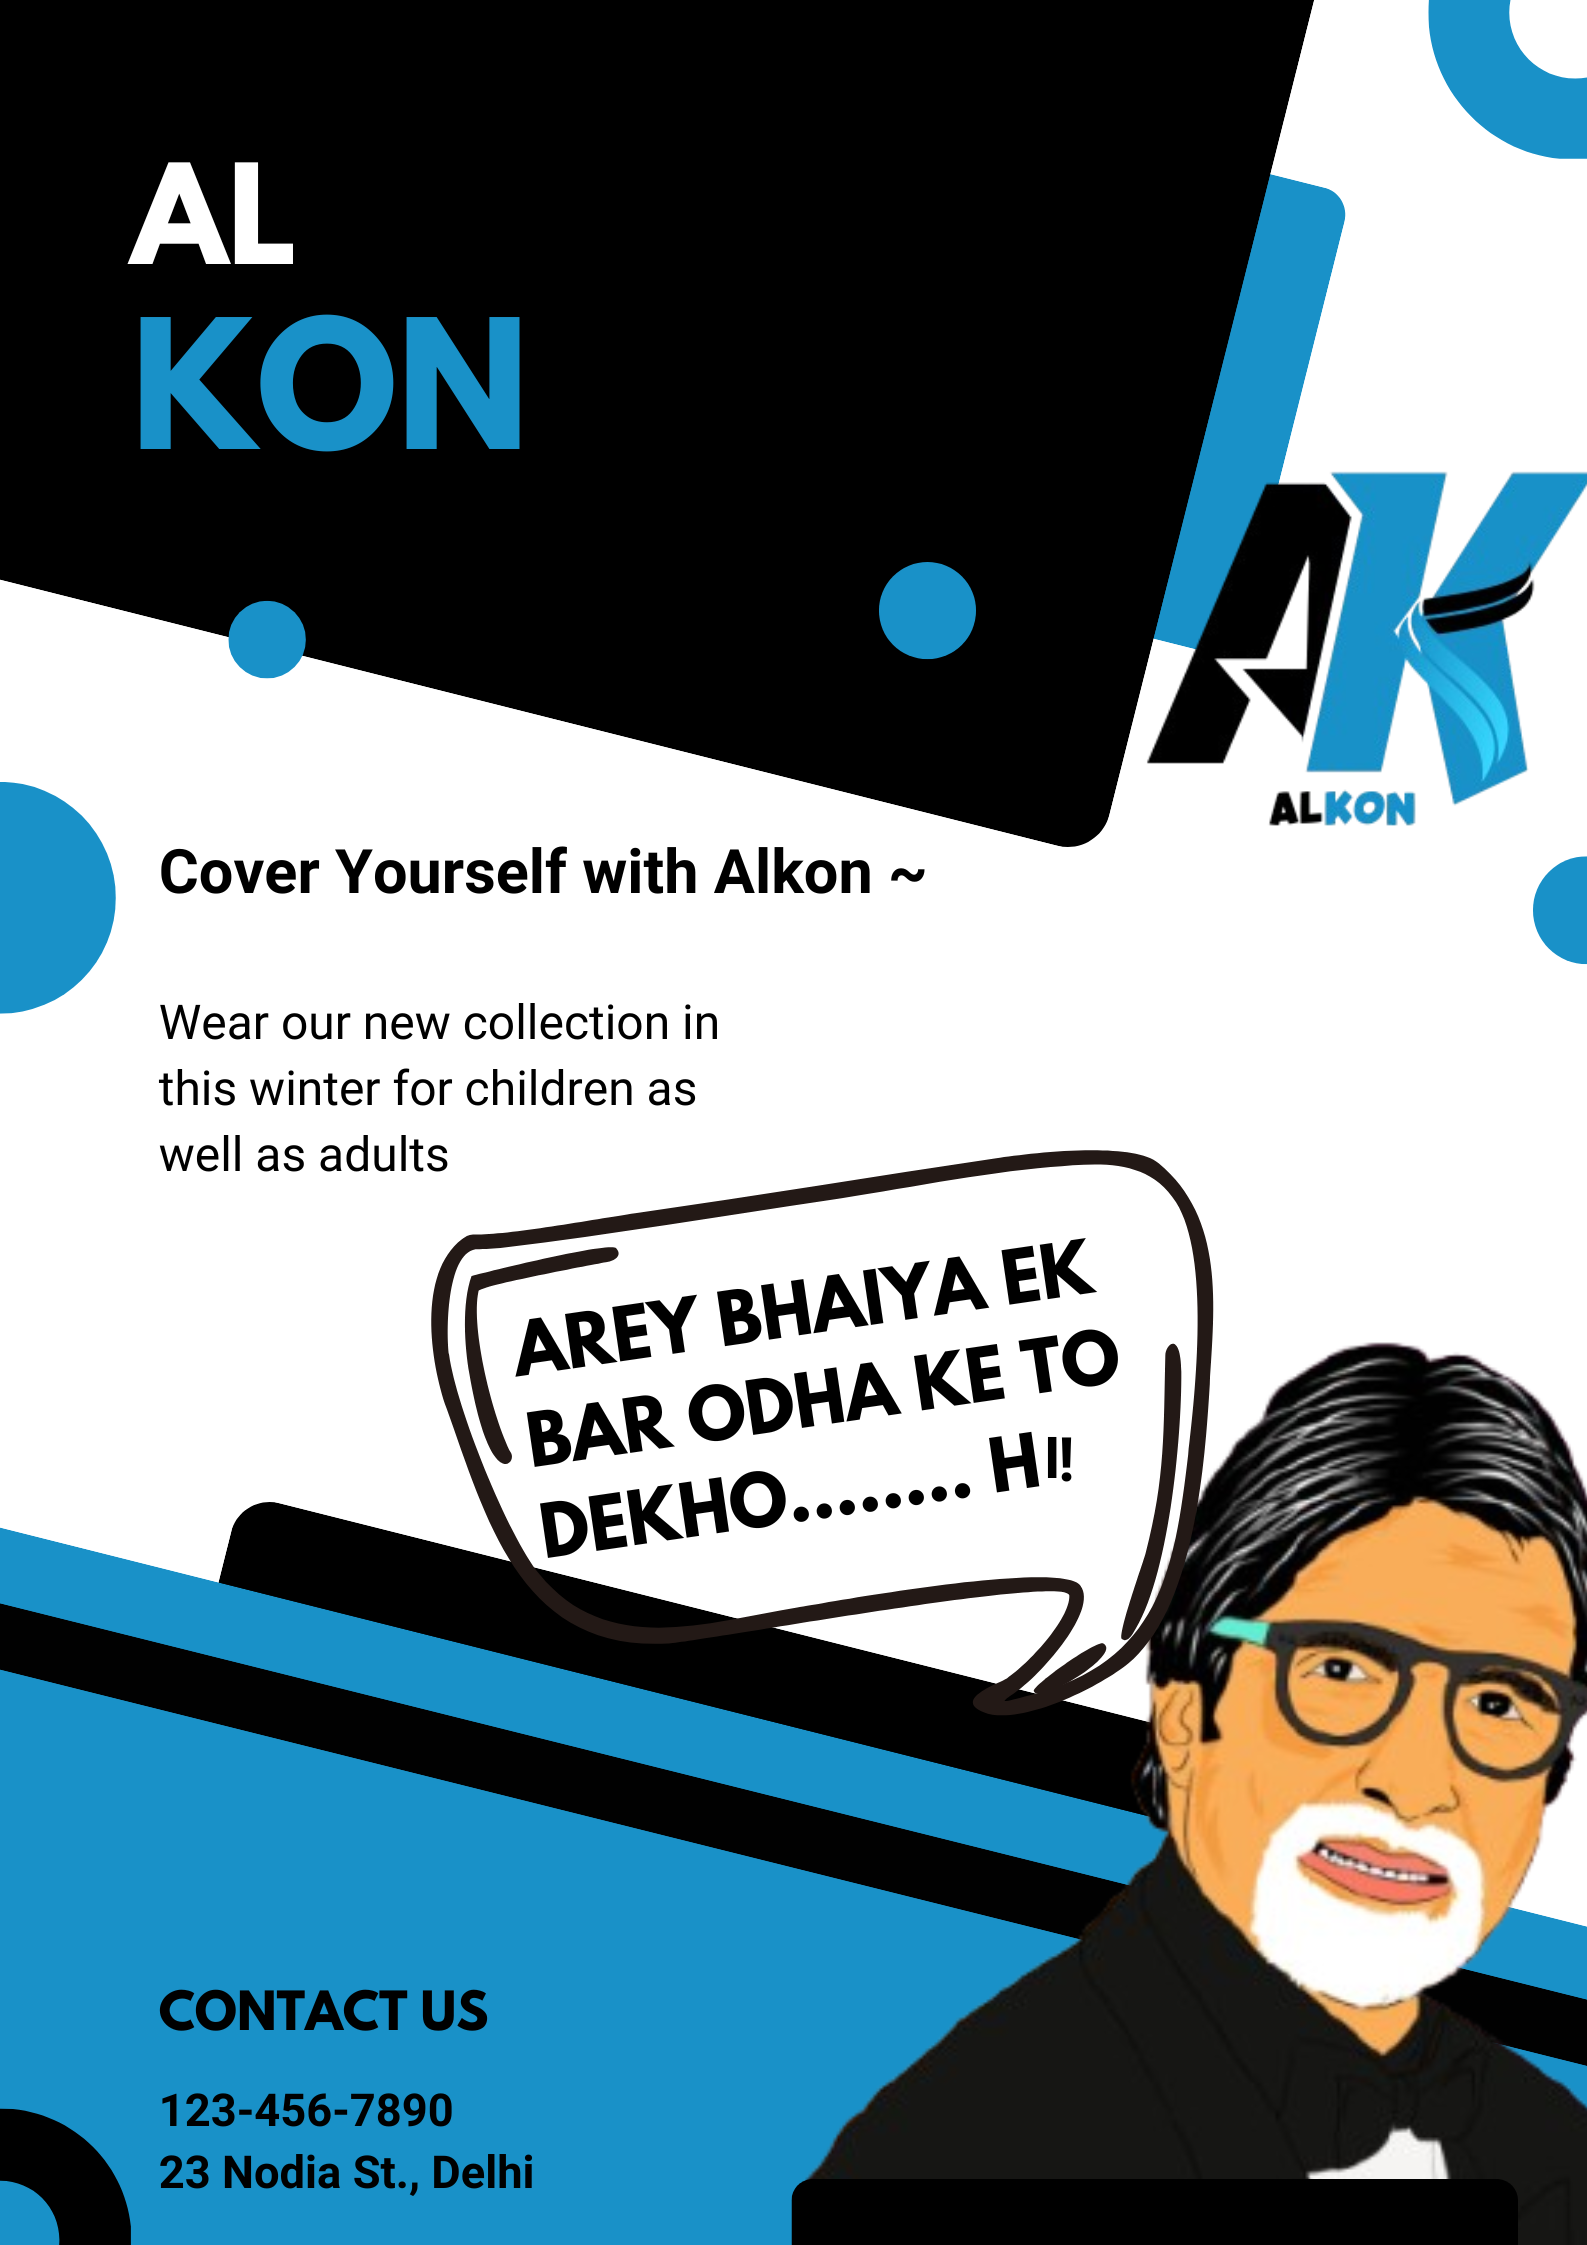 AL
KON
ALKON
Cover Yourself with Alkon ~
Wear our new collection in
this winter for children as
well as adults
AREY BHAIYA EK
BAR ODHA KE TO
DEKHO........ HI!
CONTACT US
123-456-7890
23 Nodia St., Delhi